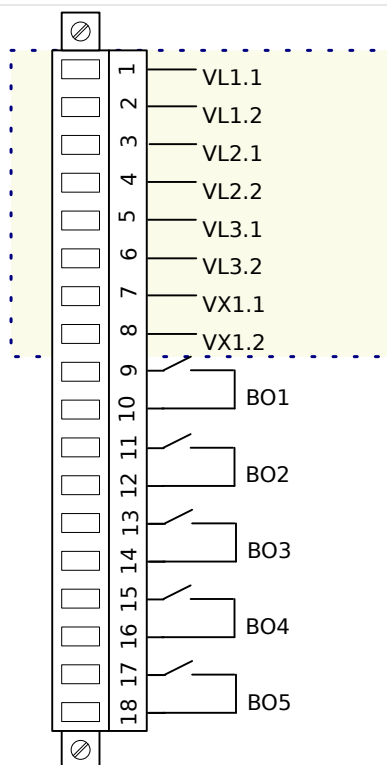 1 VL1.1
2 VL1.2
3 VL2.1
4 VL2.2
5 VL3.1
6 VL3.2
7 VX1.1
8 VX1.2
9
10 BO1
11
12 BO2
13
14 BO3
15
16 BO4
17
18 BO5